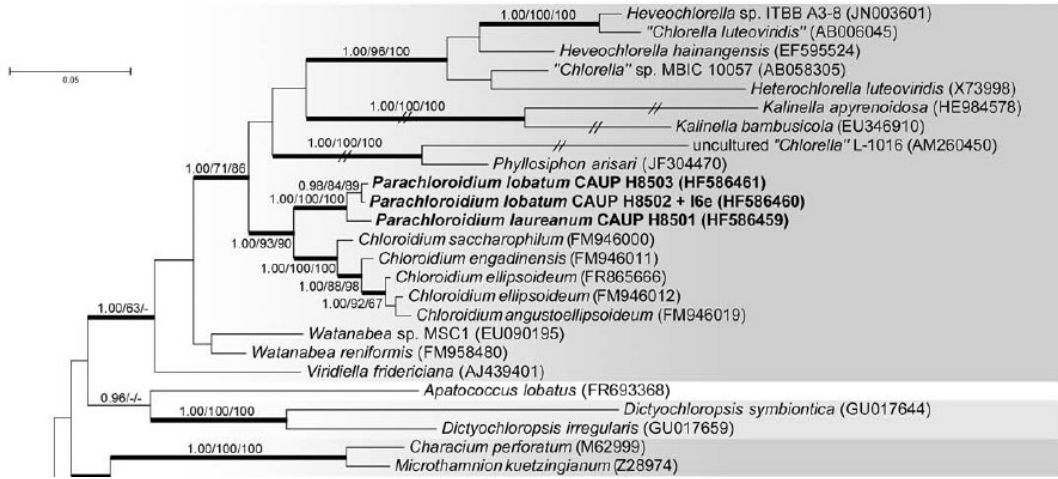 1.00/100/100
Heveochlorella sp. ITBB A3-8 (JN003601)
"Chlorella luteoviridis" (AB006045)
1.00/96/100
Heveochlorella hainangensis (EF595524)
"Chlorella" sp. MBIC 10057 (AB058305)
0.05
Heterochlorella luteoviridis (X73998)
1.00/100/100
Kalinella apyrenoidosa (HE984578)
Kalinella bambusicola (EU346910)
1.00/100/100
uncultured "Chlorella" L-1016 (AM260450)
Phyllosiphon arisari (JF304470)
1.00/71/86
0.98/84/89
Parachloroidium lobatum CAUP H8503 (HF586461)
1.00/100/100
Parachloroidium lobatum CAUP H8502 + I6e (HF586460)
Parachloroidium laureanum CAUP H8501 (HF586459)
1.00/93/90
Chloroidium saccharophilum (FM946000)
Chloroidium engadinensis (FM946011)
1.00/100/100
Chloroidium ellipsoideum (FR865666)
1.00/88/98
Chloroidium ellipsoideum (FM946012)
1.00/92/67
Chloroidium angustoellipsoideum (FM946019)
1.00/63/-
Watanabea sp. MSC1 (EU090195)
Watanabea reniformis (FM958480)
Viridiella fridericiana (AJ439401)
0.96/-/-
Apatococcus lobatus (FR693368)
1.00/100/100
Dictyochloropsis symbiontica (GU017644)
Dictyochloropsis irregularis (GU017659)
1.00/100/100
Characium perforatum (M62999)
Microthamnion kuetzingianum (Z28974)